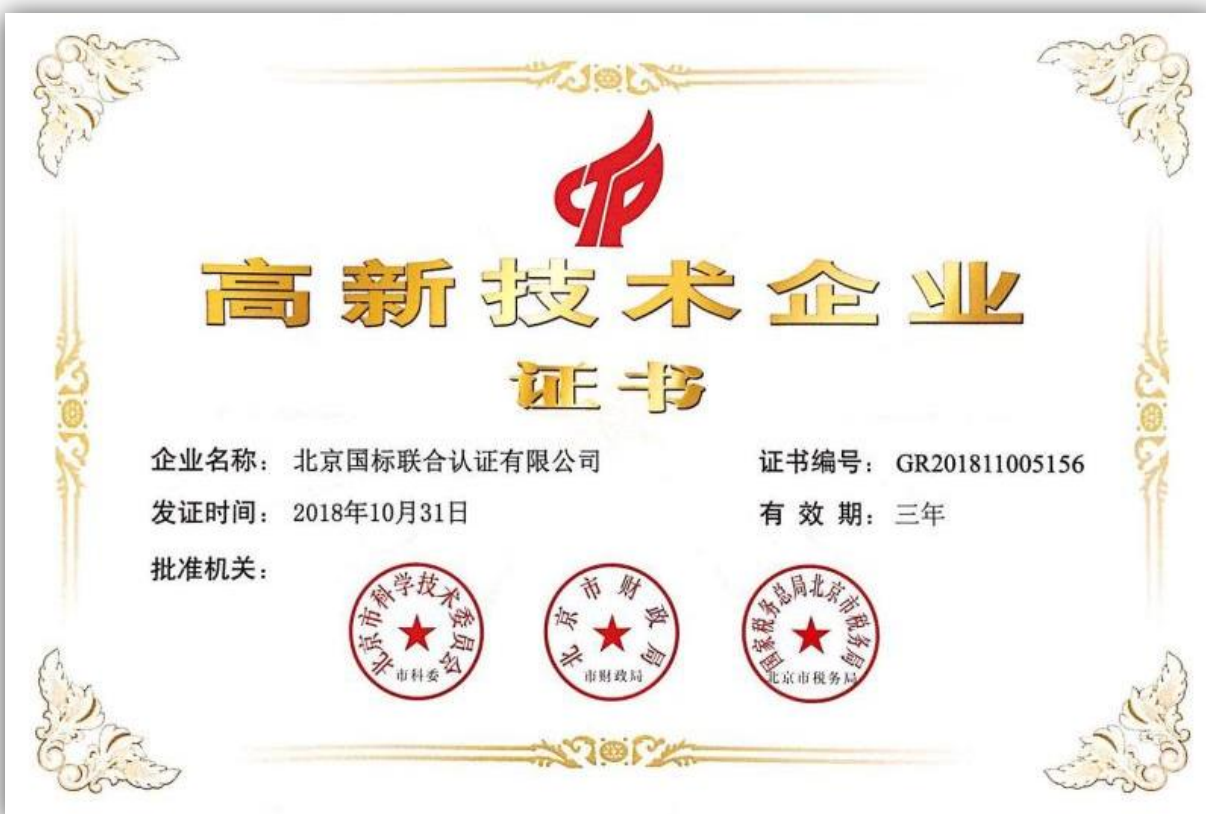 CTP
高新技术企业
证书
企业名称： 北京国标联合认证有限公司
证书编号： GR201811005156
发证时间： 2018年10月31日
有 效 期： 三年
批准机关：
北京市科学技术委员会
市科委
北京市财政局
市财政局
国家税务总局北京市税务局
北京市税务局